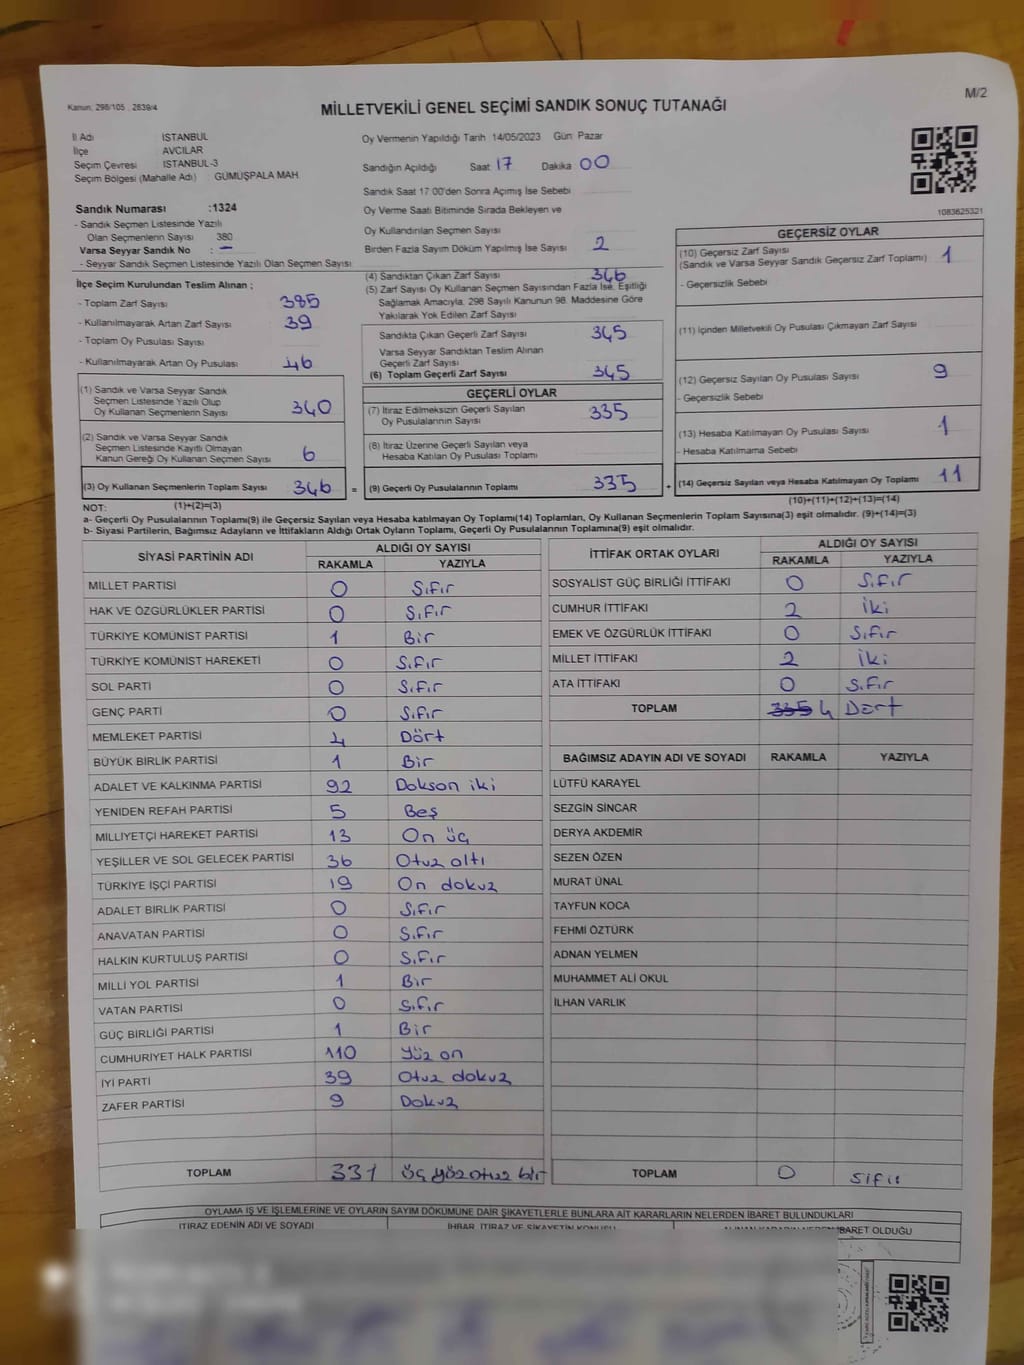 Kanun: 298/105 , 2839/4
MİLLETVEKİLİ GENEL SEÇİMİ SANDIK SONUÇ TUTANAĞI
M/2
İl Adı İSTANBUL
İlçe AVCILAR
Seçim Çevresi İSTANBUL-3
Seçim Bölgesi (Mahalle Adı) : GÜMÜŞPALA MAH.
Sandık Numarası :1324
- Sandık Seçmen Listesinde Yazılı
Olan Seçmenlerin Sayısı 380
Varsa Seyyar Sandık No : –
- Seyyar Sandık Seçmen Listesinde Yazılı Olan Seçmen Sayısı
Oy Vermenin Yapıldığı Tarih 14/05/2023 Gün Pazar
Sandığın Açıldığı Saat 17 Dakika 00
Sandık Saat 17:00'den Sonra Açımış İse Sebebi
Oy Verme Saati Bitiminde Sırada Bekleyen ve
Oy Kullandırılan Seçmen Sayısı
Birden Fazla Sayım Döküm Yapılmış İse Sayısı 2
1083625321
İlçe Seçim Kurulundan Teslim Alınan ;
- Toplam Zarf Sayısı 385
- Kullanılmayarak Artan Zarf Sayısı 39
- Toplam Oy Pusulası Sayısı
- Kullanılmayarak Artan Oy Pusulası 46
(1) Sandık ve Varsa Seyyar Sandık
Seçmen Listesinde Yazılı Olup
Oy Kullanan Seçmenlerin Sayısı 340
(2) Sandık ve Varsa Seyyar Sandık
Seçmen Listesinde Kayıtlı Olmayan
Kanun Gereği Oy Kullanan Seçmen Sayısı 6
(3) Oy Kullanan Seçmenlerin Toplam Sayısı 346 =
(1)+(2)=(3)
(4) Sandıktan Çıkan Zarf Sayısı 346
(5) Zarf Sayısı Oy Kullanan Seçmen Sayısından Fazla İse, Eşitliği
Sağlamak Amacıyla, 298 Sayılı Kanunun 98. Maddesine Göre
Yakılarak Yok Edilen Zarf Sayısı
Sandıkta Çıkan Geçerli Zarf Sayısı 345
Varsa Seyyar Sandıktan Teslim Alınan
Geçerli Zarf Sayısı
(6) Toplam Geçerli Zarf Sayısı 345
GEÇERLİ OYLAR
(7) İtiraz Edilmeksizin Geçerli Sayılan
Oy Pusulalarının Sayısı 335
(8) İtiraz Üzerine Geçerli Sayılan veya
Hesaba Katılan Oy Pusulası Toplamı
(9) Geçerli Oy Pusulalarının Toplamı 335 +
GEÇERSİZ OYLAR
(10) Geçersiz Zarf Sayısı 1
(Sandık ve Varsa Seyyar Sandık Geçersiz Zarf Toplamı)
- Geçersizlik Sebebi
(11) İçinden Milletvekili Oy Pusulası Çıkmayan Zarf Sayısı
(12) Geçersiz Sayılan Oy Pusulası Sayısı 9
- Geçersizlik Sebebi
(13) Hesaba Katılmayan Oy Pusulası Sayısı 1
- Hesaba Katılmama Sebebi
(14) Geçersiz Sayılan veya Hesaba Katılmayan Oy Toplamı 11
(10)+(11)+(12)+(13)=(14)
NOT:
a- Geçerli Oy Pusulalarının Toplamı(9) ile Geçersiz Sayılan veya Hesaba katılmayan Oy Toplamı(14) Toplamları, Oy Kullanan Seçmenlerin Toplam Sayısına(3) eşit olmalıdır. (9)+(14)=(3)
b- Siyasi Partilerin, Bağımsız Adayların ve İttifakların Aldığı Ortak Oyların Toplamı, Geçerli Oy Pusulalarının Toplamına(9) eşit olmalıdır.
SİYASİ PARTİNİN ADI ALDIĞI OY SAYISI
RAKAMLA YAZIYLA
MİLLET PARTİSİ 0 Sıfır
HAK VE ÖZGÜRLÜKLER PARTİSİ 0 Sıfır
TÜRKİYE KOMÜNİST PARTİSİ 1 Bir
TÜRKİYE KOMÜNİST HAREKETİ 0 Sıfır
SOL PARTİ 0 Sıfır
GENÇ PARTİ 0 Sıfır
MEMLEKET PARTİSİ 4 Dört
BÜYÜK BİRLİK PARTİSİ 1 Bir
ADALET VE KALKINMA PARTİSİ 92 Dokson iki
YENİDEN REFAH PARTİSİ 5 Beş
MİLLİYETÇİ HAREKET PARTİSİ 13 On üç
YEŞİLLER VE SOL GELECEK PARTİSİ 36 Otuz altı
TÜRKİYE İŞÇİ PARTİSİ 19 On dokuz
ADALET BİRLİK PARTİSİ 0 Sıfır
ANAVATAN PARTİSİ 0 Sıfır
HALKIN KURTULUŞ PARTİSİ 0 Sıfır
MİLLİ YOL PARTİSİ 1 Bir
VATAN PARTİSİ 0 Sıfır
GÜÇ BİRLİĞİ PARTİSİ 1 Bir
CUMHURİYET HALK PARTİSİ 110 Yüz on
İYİ PARTİ 39 Otuz dokuz
ZAFER PARTİSİ 9 Dokuz
TOPLAM 331 üç yüz otuz bir
İTTİFAK ORTAK OYLARI ALDIĞI OY SAYISI
RAKAMLA YAZIYLA
SOSYALİST GÜÇ BİRLİĞİ İTTİFAKI 0 Sıfır
CUMHUR İTTİFAKI 2 İki
EMEK VE ÖZGÜRLÜK İTTİFAKI 0 Sıfır
MİLLET İTTİFAKI 2 İki
ATA İTTİFAKI 0 Sıfır
TOPLAM 335 4 Dört
BAĞIMSIZ ADAYIN ADI VE SOYADI RAKAMLA YAZIYLA
LÜTFÜ KARAYEL
SEZGİN SİNCAR
DERYA AKDEMİR
SEZEN ÖZEN
MURAT ÜNAL
TAYFUN KOCA
FEHMİ ÖZTÜRK
ADNAN YELMEN
MUHAMMET ALİ OKUL
İLHAN VARLIK
TOPLAM 0 Sıfır
OYLAMA İŞ VE İŞLEMLERİNE VE OYLARIN SAYIM DÖKÜMÜNE DAİR ŞİKAYETLERLE BUNLARA AİT KARARLARIN NELERDEN İBARET BULUNDUKLARI
İTİRAZ EDENİN ADI VE SOYADI İHBAR, İTİRAZ VE ŞİKAYETİN KONUSU ALINAN KARARIN NEDEN İBARET OLDUĞU